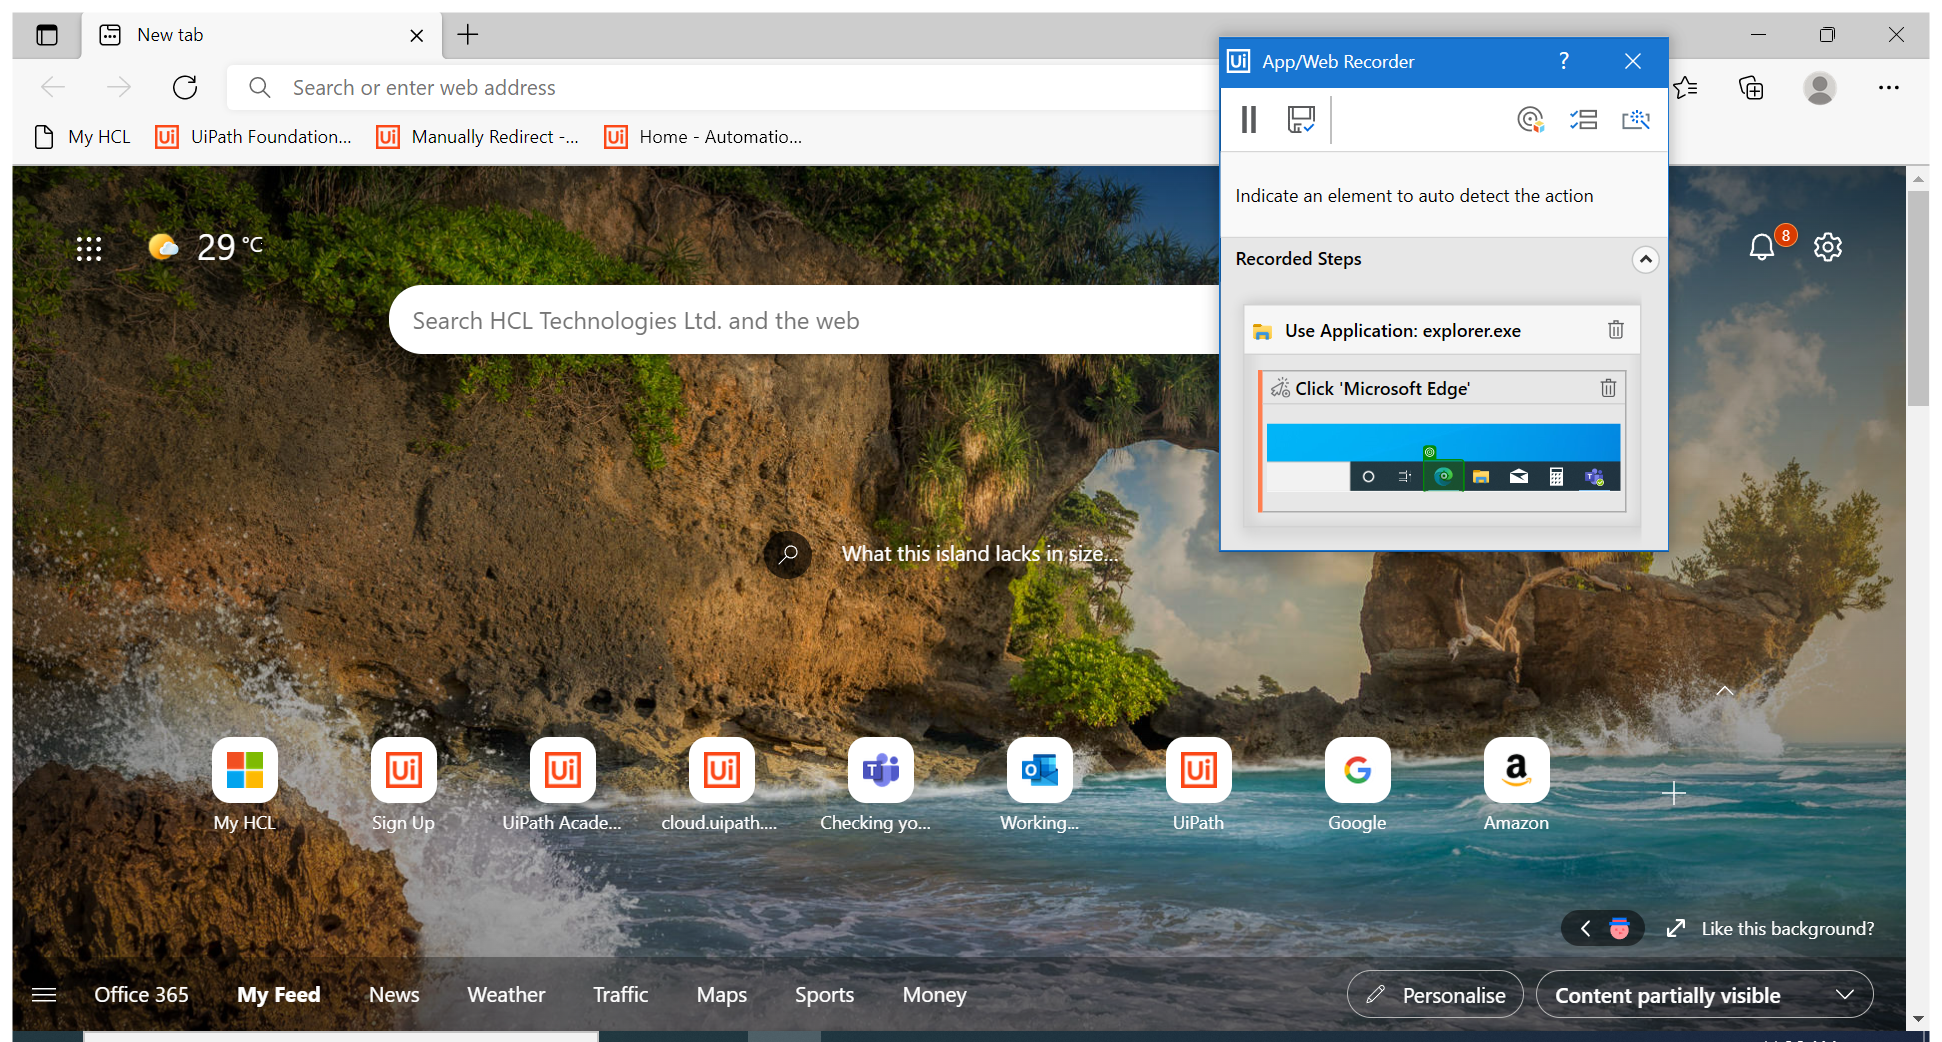 New tab
Search or enter web address
My HCL
UiPath Foundation...
Manually Redirect -...
Home - Automatio...
Ui App/Web Recorder ?
Indicate an element to auto detect the action
Recorded Steps
Use Application: explorer.exe
Click 'Microsoft Edge'
29 °C
8
Search HCL Technologies Ltd. and the web
What this island lacks in size...
My HCL
Sign Up
UiPath Acade...
cloud.uipath....
Checking yo...
Working...
UiPath
Google
Amazon
Like this background?
Office 365
My Feed
News
Weather
Traffic
Maps
Sports
Money
Personalise
Content partially visible